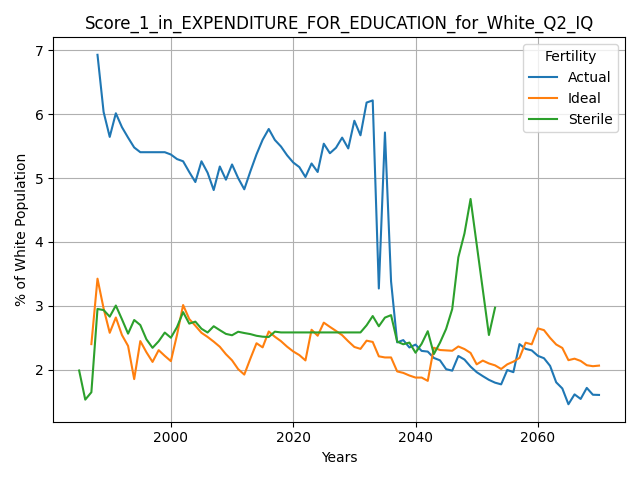 Score_1_in_EXPENDITURE_FOR_EDUCATION_for_White_Q2_IQ
Fertility
Actual
Ideal
Sterile
% of White Population
7
6
5
4
3
2
2000
2020
2040
2060
Years